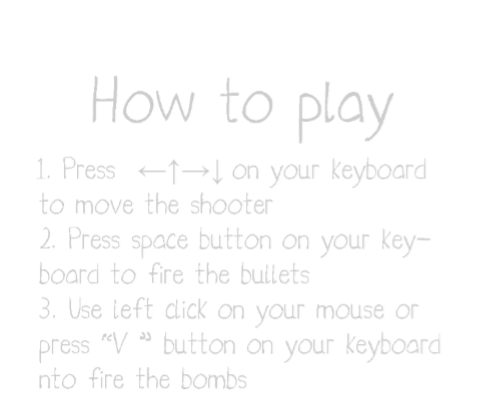 How to play
1. Press ←↑→↓ on your keyboard
to move the shooter
2. Press space button on your key-
board to fire the bullets
3. Use left click on your mouse or
press "V " button on your keyboard
nto fire the bombs